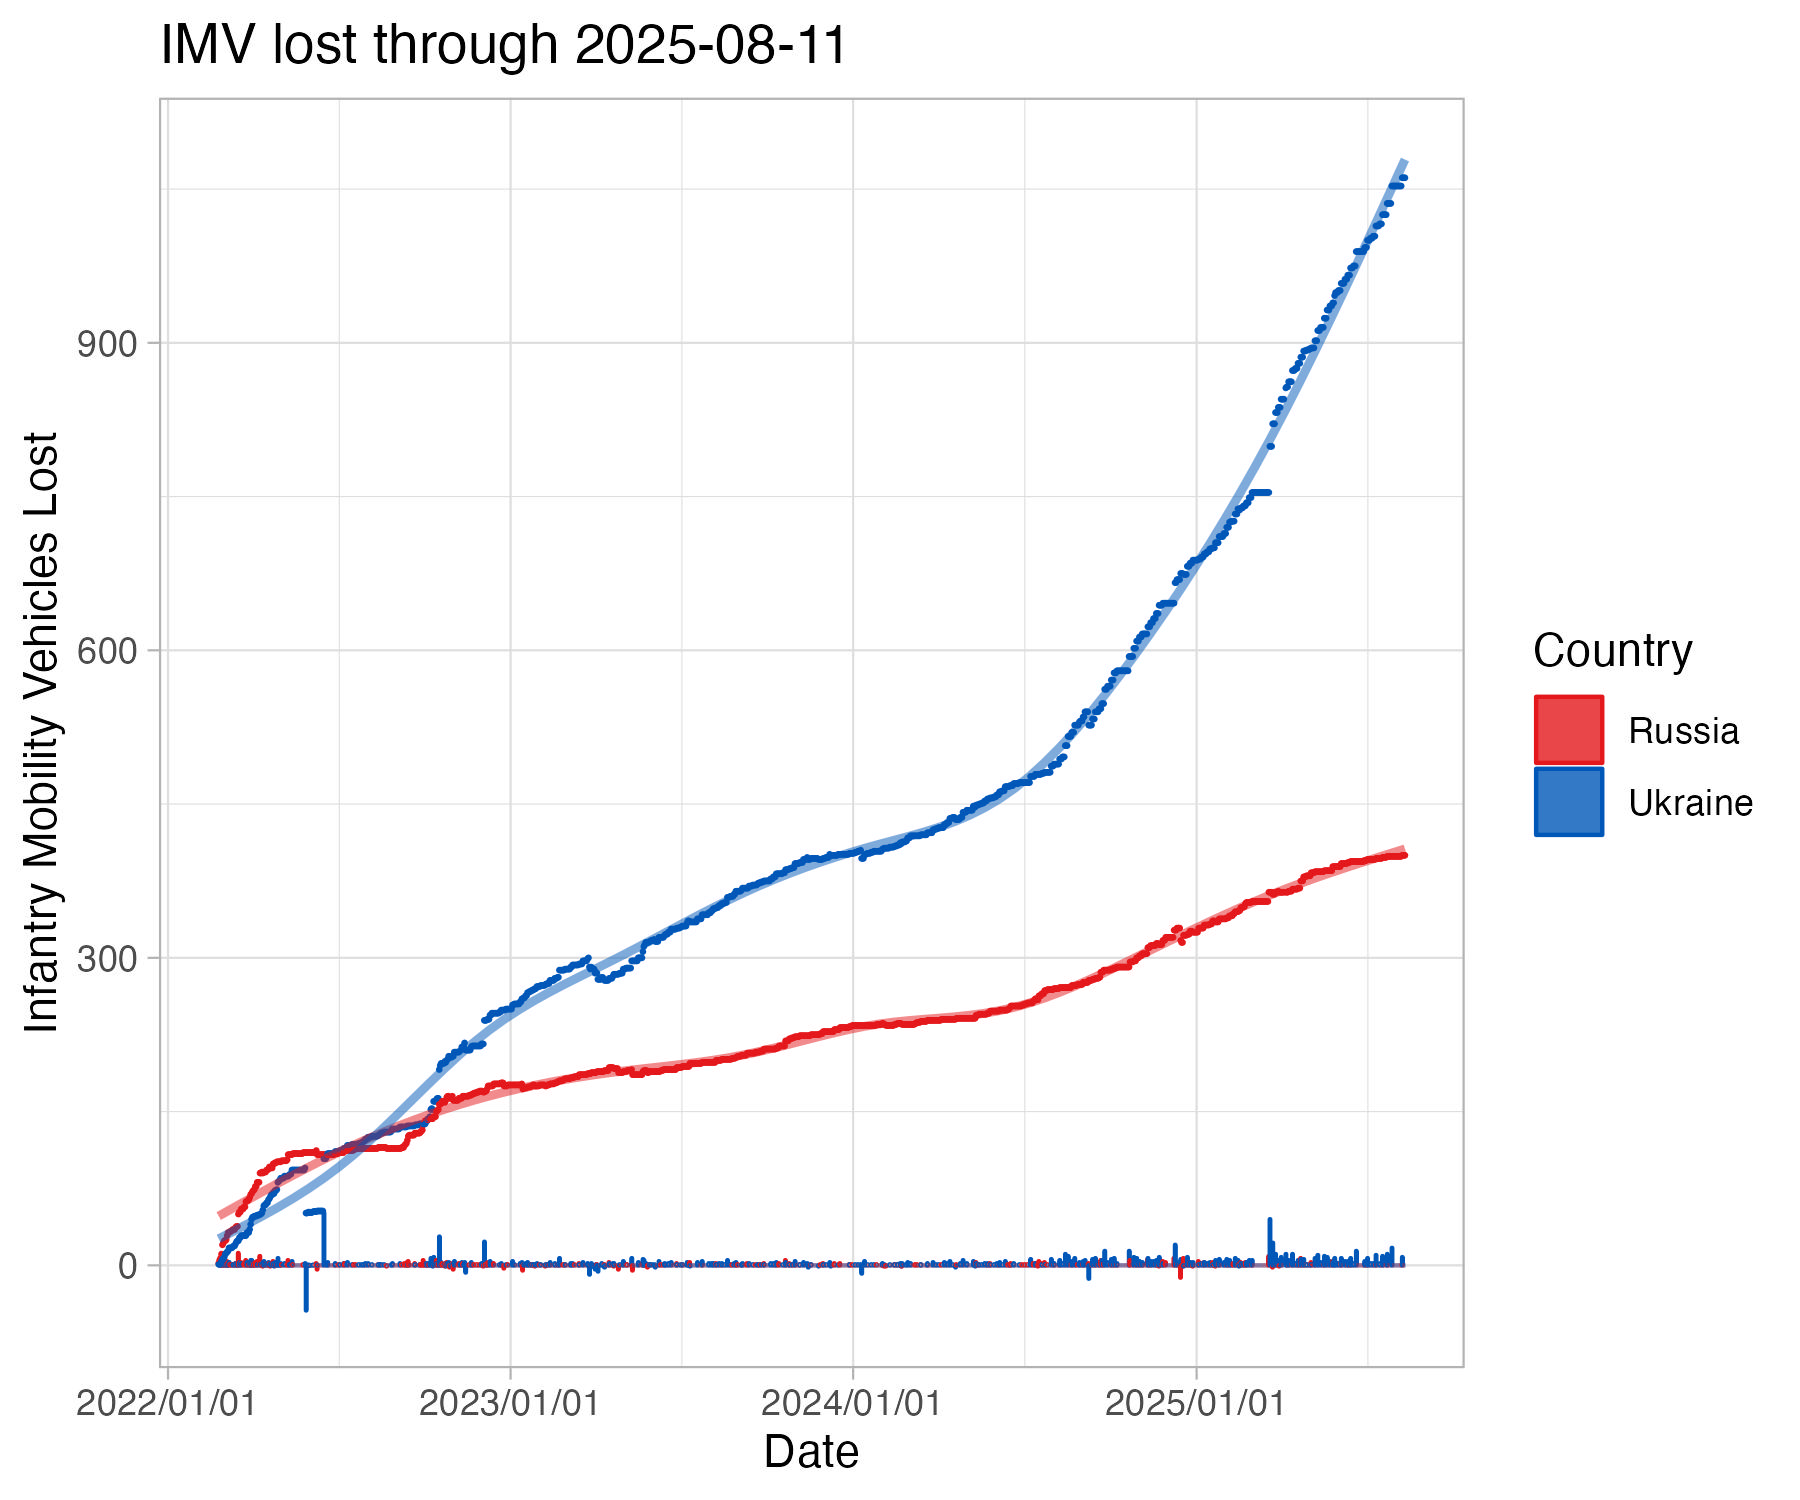 IMV lost through 2025-08-11
Infantry Mobility Vehicles Lost
900
600
300
0
2022/01/01
2023/01/01
2024/01/01
2025/01/01
Date
Country
Russia
Ukraine